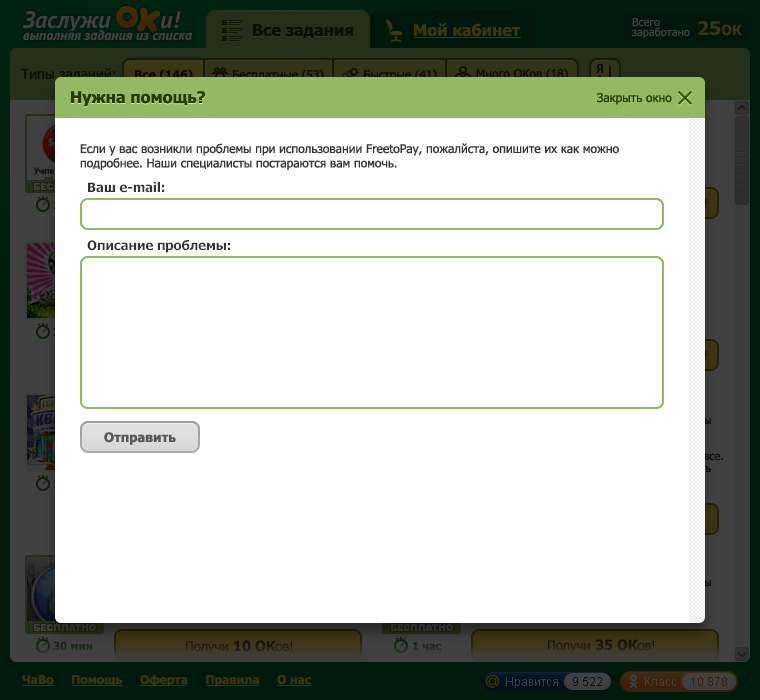 Заслужи ОКи!
выполняя задания из списка
Все задания
Мой кабинет
Всего
заработано
25ОК
Типы заданий:
Все (146)
Бесплатные (53)
Быстрые (41)
Много ОКов (18)
Нужна помощь?
Закрыть окно
Если у вас возникли проблемы при использовании FreetoPay, пожалуйста, опишите их как можно
подробнее. Наши специалисты постараются вам помочь.
Ваш e-mail:
Описание проблемы:
Отправить
БЕСПЛАТНО
30 мин
Получи 10 ОКов!
БЕСПЛАТНО
1 час
Получи 35 ОКов!
ЧаВо
Помощь
Оферта
Правила
О нас
Нравится
9 522
Класс
10 878